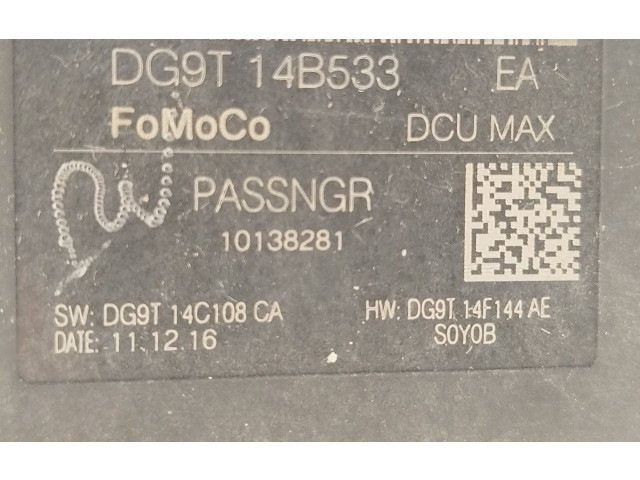 DG9T 14B533 EA
FoMoCo DCU MAX
PASSNGR
10138281
SW: DG9T 14C108 CA HW: DG9T 14F144 AE
DATE: 11.12.16 S0Y0B